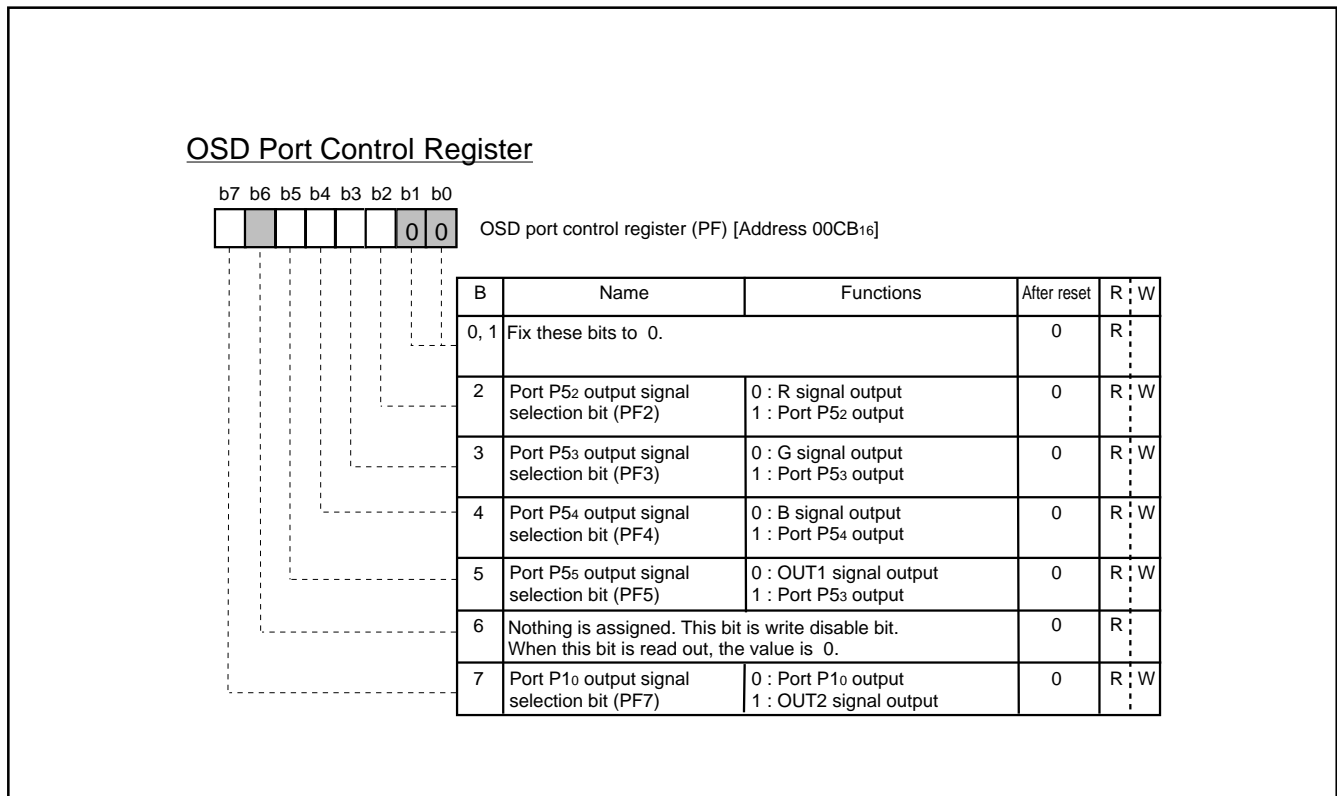 OSD Port Control Register
b7 b6 b5 b4 b3 b2 b1 b0
0 0
OSD port control register (PF) [Address 00CB16]
B Name Functions After reset R W
0, 1 Fix these bits to 0. 0 R
2 Port P52 output signal selection bit (PF2) 0 : R signal output 1 : Port P52 output 0 R W
3 Port P53 output signal selection bit (PF3) 0 : G signal output 1 : Port P53 output 0 R W
4 Port P54 output signal selection bit (PF4) 0 : B signal output 1 : Port P54 output 0 R W
5 Port P55 output signal selection bit (PF5) 0 : OUT1 signal output 1 : Port P53 output 0 R W
6 Nothing is assigned. This bit is write disable bit. When this bit is read out, the value is 0. 0 R
7 Port P10 output signal selection bit (PF7) 0 : Port P10 output 1 : OUT2 signal output 0 R W